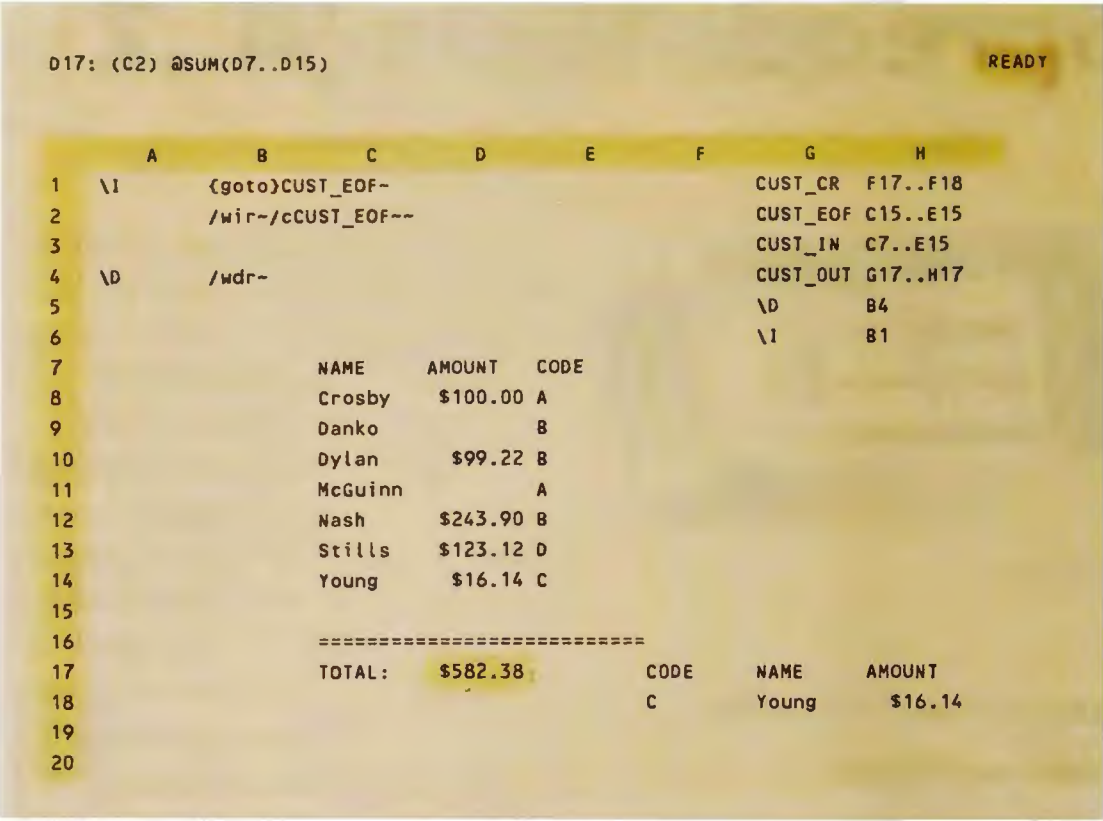 D17: (C2) @SUM(D7..D15) READY
A B C D E F G H
1 \I {goto}CUST_EOF~ CUST_CR F17..F18
2 /wir~/cCUST_EOF~~ CUST_EOF C15..E15
3 CUST_IN C7..E15
4 \D /wdr~ CUST_OUT G17..H17
5 \D B4
6 \I B1
7 NAME AMOUNT CODE
8 Crosby $100.00 A
9 Danko B
10 Dylan $99.22 B
11 McGuinn A
12 Nash $243.90 B
13 Stills $123.12 D
14 Young $16.14 C
15
16 ===========================
17 TOTAL: $582.38 CODE NAME AMOUNT
18 C Young $16.14
19
20